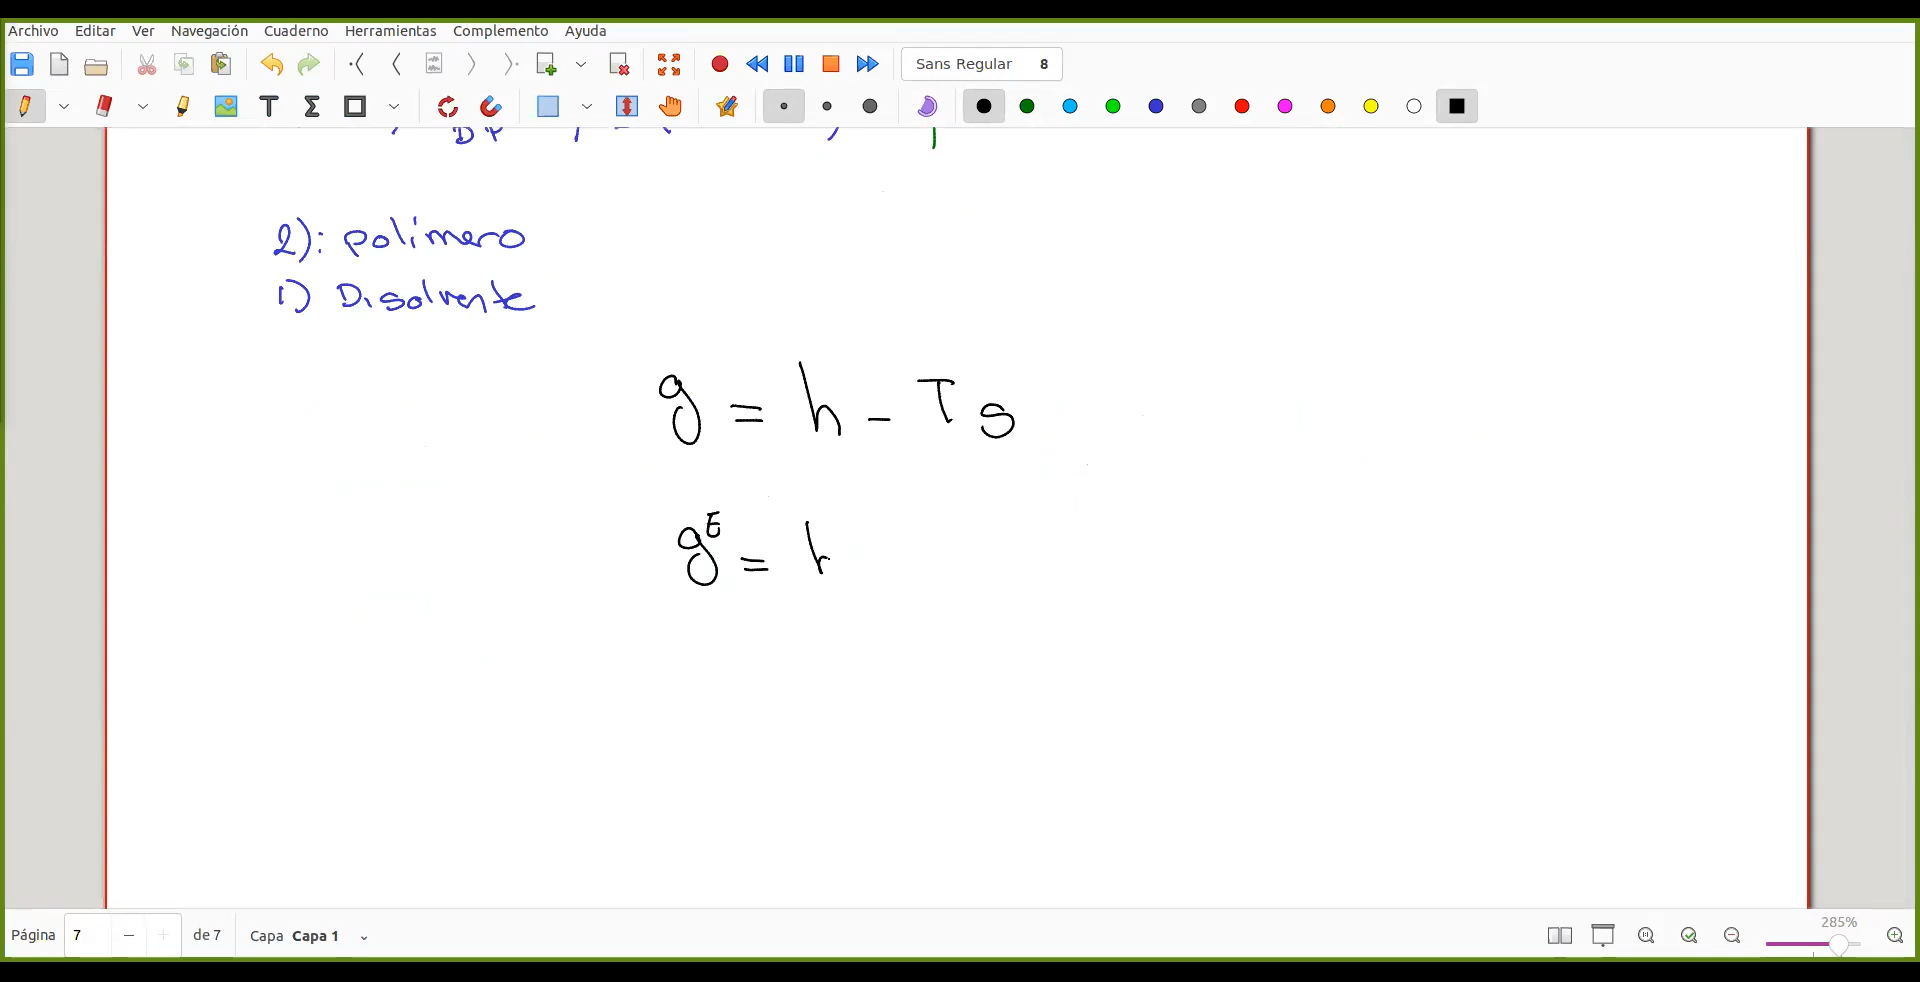 Archivo Editar Ver Navegación Cuaderno Herramientas Complemento Ayuda
Sans Regular 8
2): polímero
1) Disolvente
g = h - Ts
g^E = h
Página 7 de 7 Capa Capa 1 285%